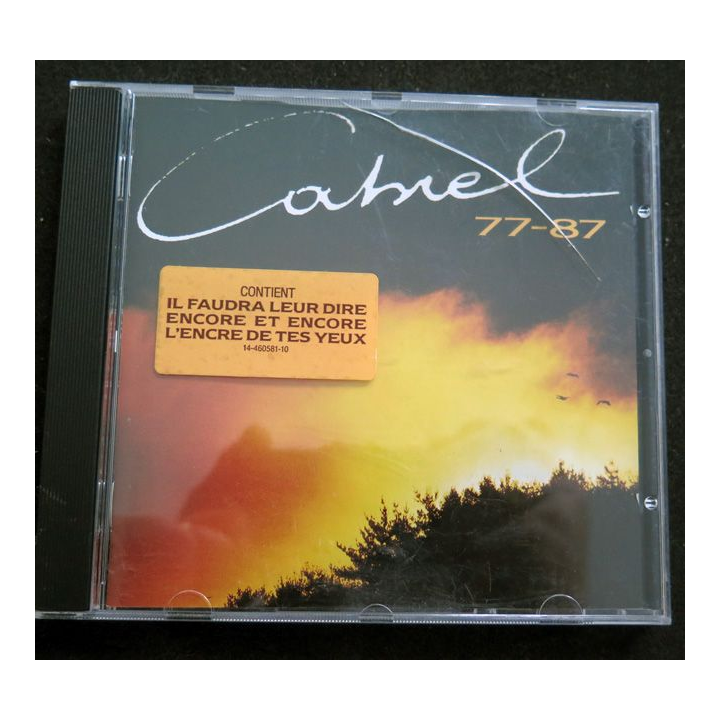 Cabrel
77-87
CONTIENT
IL FAUDRA LEUR DIRE
ENCORE ET ENCORE
L'ENCRE DE TES YEUX
14-460581-10